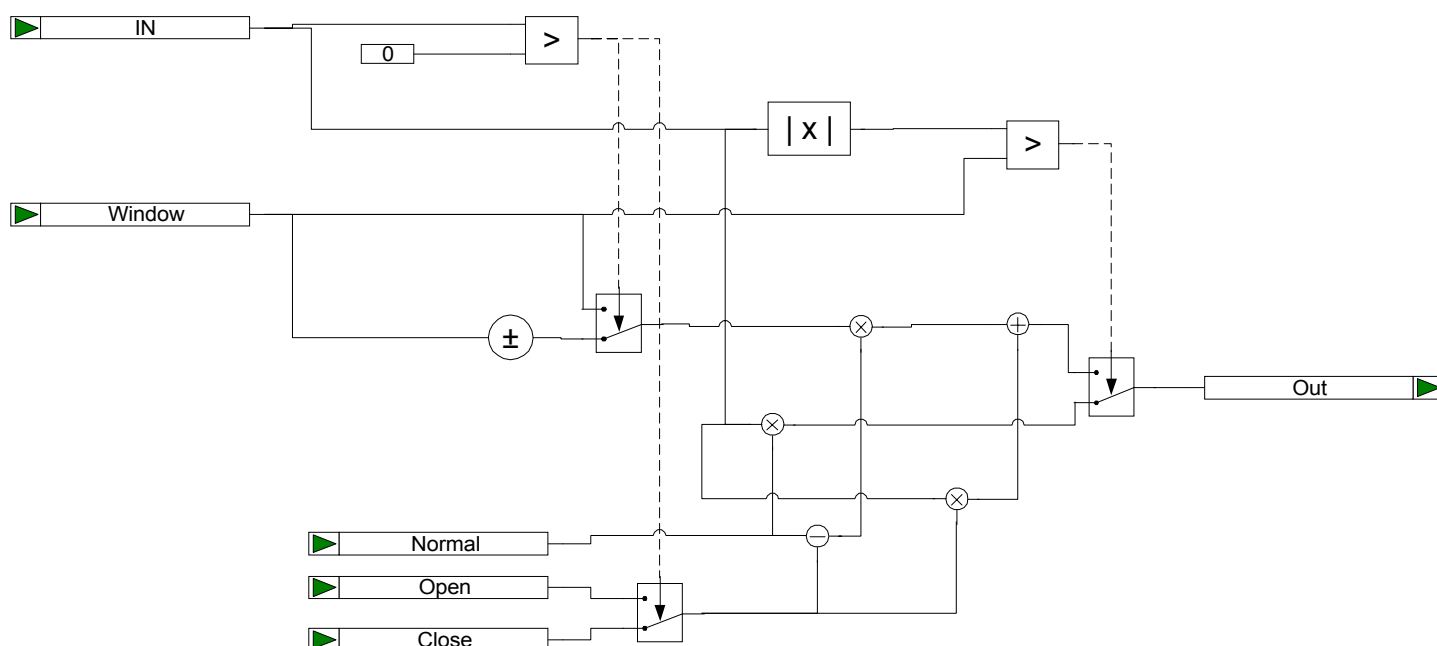 IN
0
>
| x |
>
Window
±
Out
Normal
Open
Close